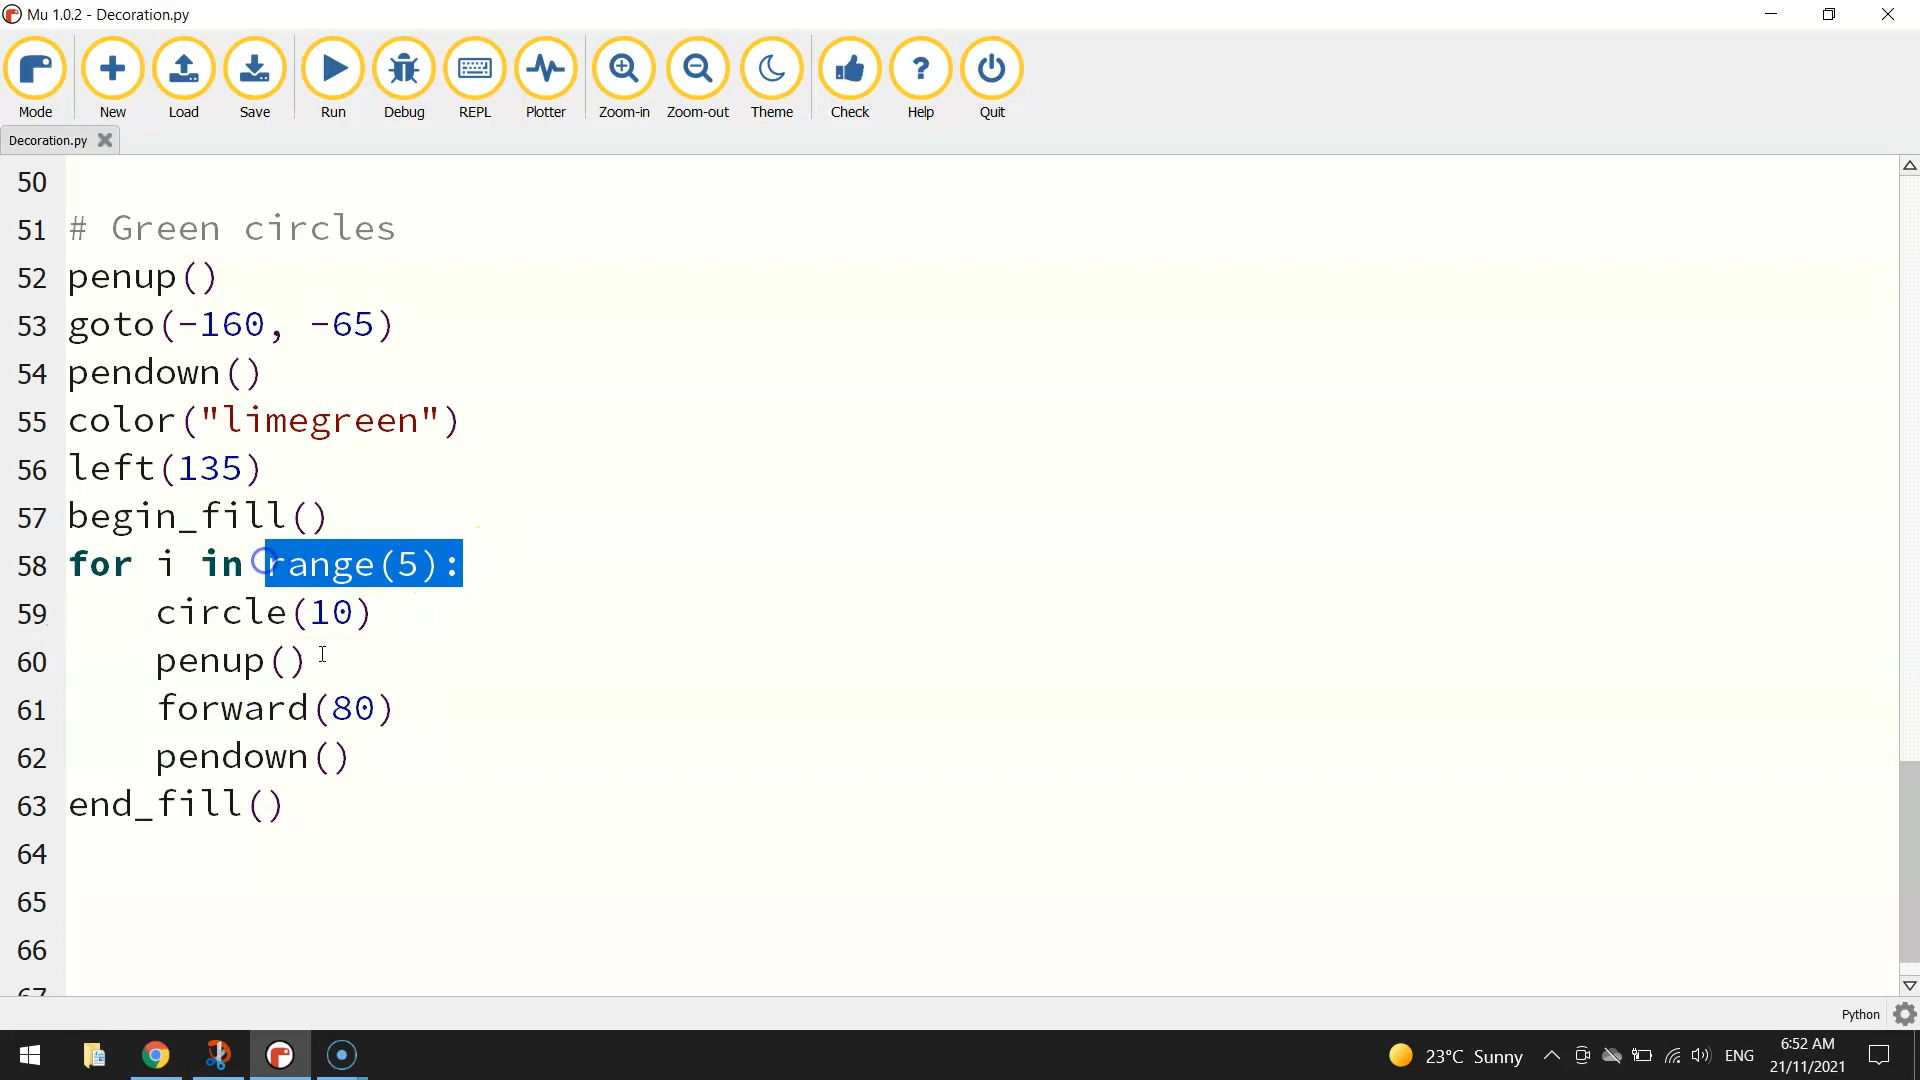 Mu 1.0.2 - Decoration.py
Mode New Load Save Run Debug REPL Plotter Zoom-in Zoom-out Theme Check Help Quit
Decoration.py
50
51 # Green circles
52 penup()
53 goto(-160, -65)
54 pendown()
55 color("limegreen")
56 left(135)
57 begin_fill()
58 for i in range(5):
59 circle(10)
60 penup()
61 forward(80)
62 pendown()
63 end_fill()
64
65
66
67
Python
23°C Sunny ENG 6:52 AM
21/11/2021